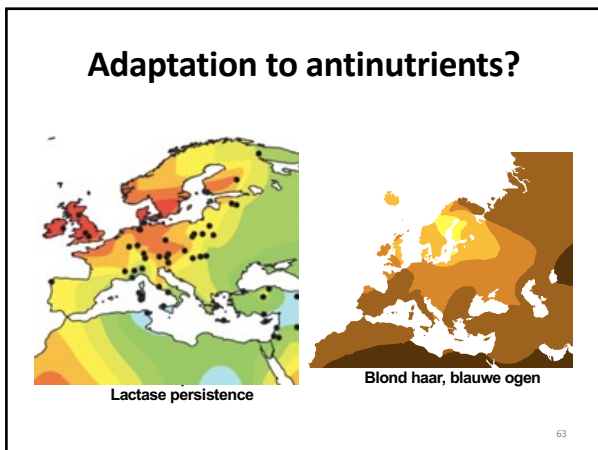 Adaptation to antinutrients?
Lactase persistence
Blond haar, blauwe ogen
63